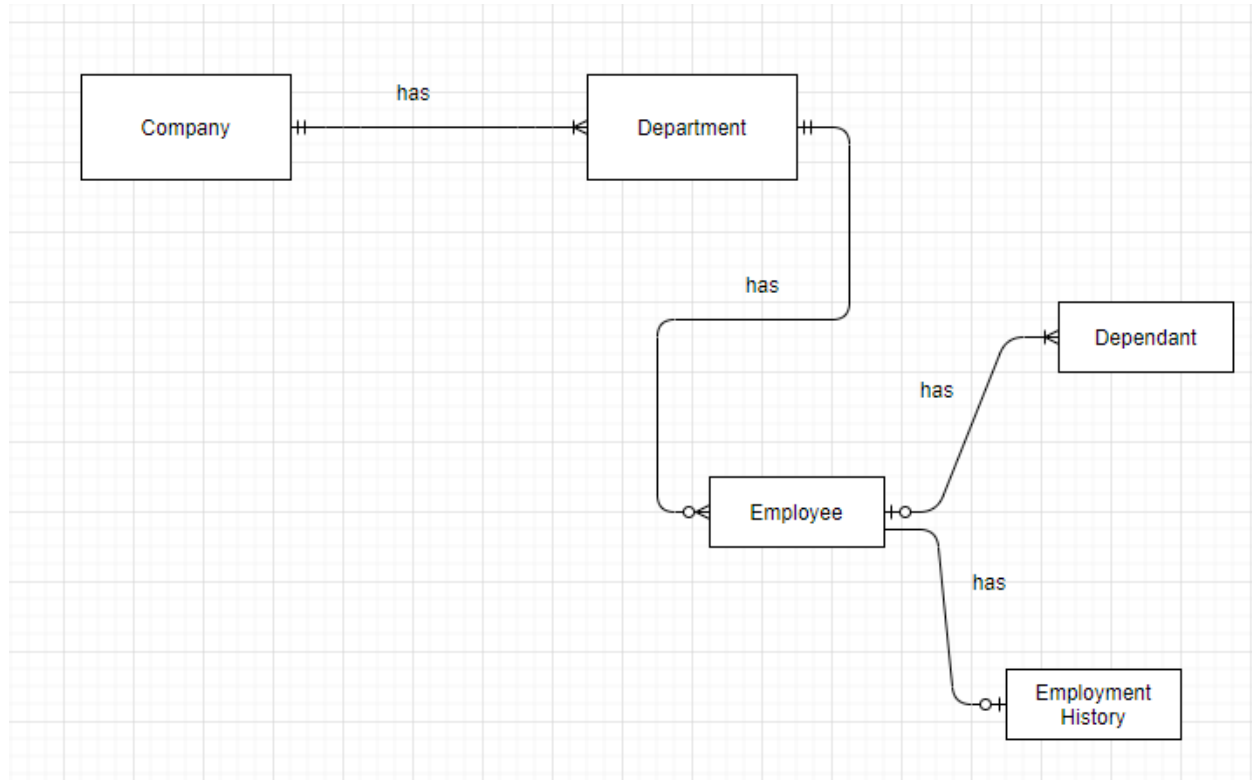 has
Company
Department
has
Dependant
has
Employee
has
Employment
History